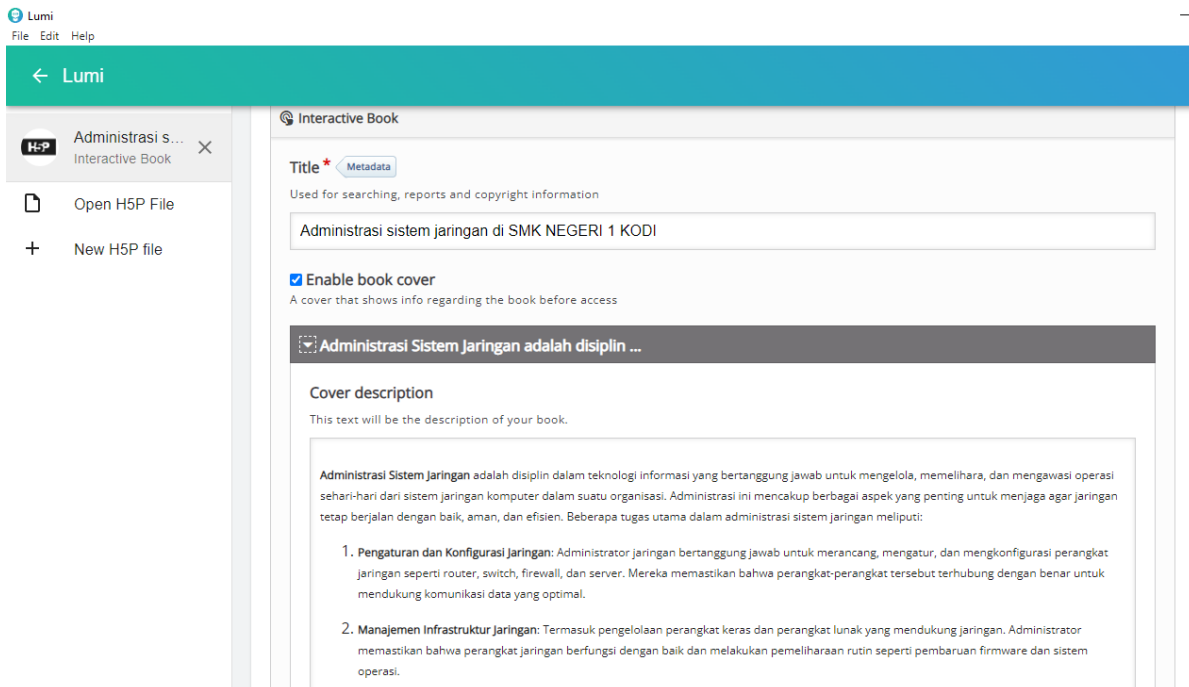 Lumi
File Edit Help
← Lumi
Interactive Book
H-P
Administrasi s...
Interactive Book
Open H5P File
New H5P file
Title * Metadata
Used for searching, reports and copyright information
Administrasi sistem jaringan di SMK NEGERI 1 KODI
Enable book cover
A cover that shows info regarding the book before access
Administrasi Sistem Jaringan adalah disiplin ...
Cover description
This text will be the description of your book.
Administrasi Sistem Jaringan adalah disiplin dalam teknologi informasi yang bertanggung jawab untuk mengelola, memelihara, dan mengawasi operasi
sehari-hari dari sistem jaringan komputer dalam suatu organisasi. Administrasi ini mencakup berbagai aspek yang penting untuk menjaga agar jaringan
tetap berjalan dengan baik, aman, dan efisien. Beberapa tugas utama dalam administrasi sistem jaringan meliputi:
1. Pengaturan dan Konfigurasi Jaringan: Administrator jaringan bertanggung jawab untuk merancang, mengatur, dan mengkonfigurasi perangkat
jaringan seperti router, switch, firewall, dan server. Mereka memastikan bahwa perangkat-perangkat tersebut terhubung dengan benar untuk
mendukung komunikasi data yang optimal.
2. Manajemen Infrastruktur Jaringan: Termasuk pengelolaan perangkat keras dan perangkat lunak yang mendukung jaringan. Administrator
memastikan bahwa perangkat jaringan berfungsi dengan baik dan melakukan pemeliharaan rutin seperti pembaruan firmware dan sistem
operasi.